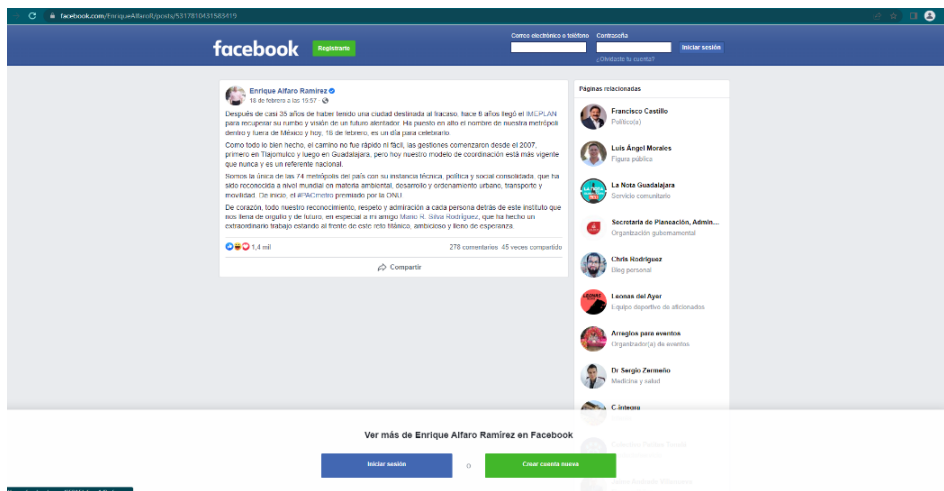 facebook.com/EnriqueAlfaroR/posts/5317810431583419
facebook
Registrarte
Correo electrónico o teléfono
Contraseña
Iniciar sesión
¿Olvidaste tu cuenta?
Enrique Alfaro Ramírez
18 de febrero a las 19:57
Después de casi 35 años de haber tenido una ciudad destinada al fracaso, hace 8 años llegó el IMEPLAN
para recuperar su rumbo y visión de un futuro alentador. Ha puesto en alto el nombre de nuestra metrópoli
dentro y fuera de México y hoy, 18 de febrero, es un día para celebrarlo
Como todo lo bien hecho, el camino no fue rápido ni fácil, las gestiones comenzaron desde el 2007,
primero en Tlajomulco y luego en Guadalajara, pero hoy nuestro modelo de coordinación está más vigente
que nunca y es un referente nacional.
Somos la única de las 74 metrópolis del país con su instancia técnica, política y social consolidada, que ha
sido reconocida a nivel mundial en materia ambiental, desarrollo y ordenamiento urbano, transporte y
movilidad. De inicio, el #PACmetro premiado por la ONU
De corazón, todo nuestro reconocimiento, respeto y admiración a cada persona detrás de este instituto que
nos llena de orgullo y de futuro, en especial a mi amigo Mario R. Silva Rodríguez, que ha hecho un
extraordinario trabajo estando al frente de este reto titánico, ambicioso y lleno de esperanza.
1,4 mil
278 comentarios 45 veces compartido
Compartir
Páginas relacionadas
Francisco Castillo
Político(a)
Luis Ángel Morales
Figura pública
La Nota Guadalajara
Servicio comunitario
Secretaría de Planeación, Admin...
Organización gubernamental
Chris Rodríguez
Blog personal
Leonas del Ayer
Equipo deportivo de aficionados
Arreglos para eventos
Organizador(a) de eventos
Dr Sergio Zermeño
Medicina y salud
C-integra
Ver más de Enrique Alfaro Ramírez en Facebook
Iniciar sesión
o
Crear cuenta nueva